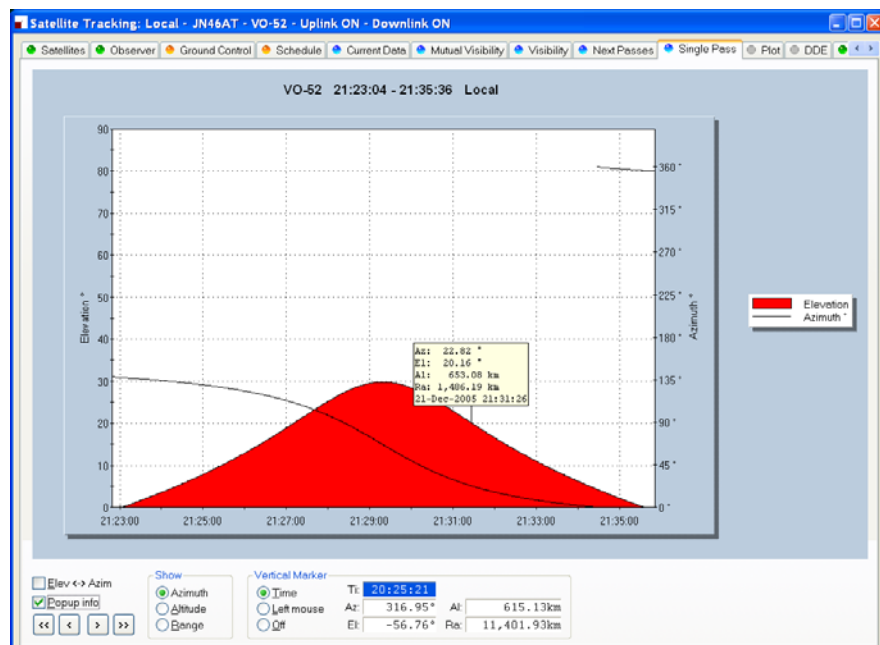 Satellite Tracking: Local - JN46AT - VO-52 - Uplink ON - Downlink ON
Satellites Observer Ground Control Schedule Current Data Mutual Visibility Visibility Next Passes Single Pass Plot DDE
VO-52 21:23:04 - 21:35:36 Local
90
80
70
60
50
40
30
20
10
0
Elevation °
360 °
315 °
270 °
225 °
180 °
135 °
90 °
45 °
0 °
Azimuth °
Az: 22.82 °
El: 20.16 °
Al: 653.08 km
Ra: 1,486.19 km
21-Dec-2005 21:31:26
Elevation
Azimuth °
21:23:00 21:25:00 21:27:00 21:29:00 21:31:00 21:33:00 21:35:00
Elev <-> Azim
Popup info
<< < > >>
Show
Azimuth
Altitude
Range
Vertical Marker
Time
Left mouse
Off
Ti: 20:25:21
Az: 316.95° Al: 615.13km
El: -56.76° Ra: 11,401.93km